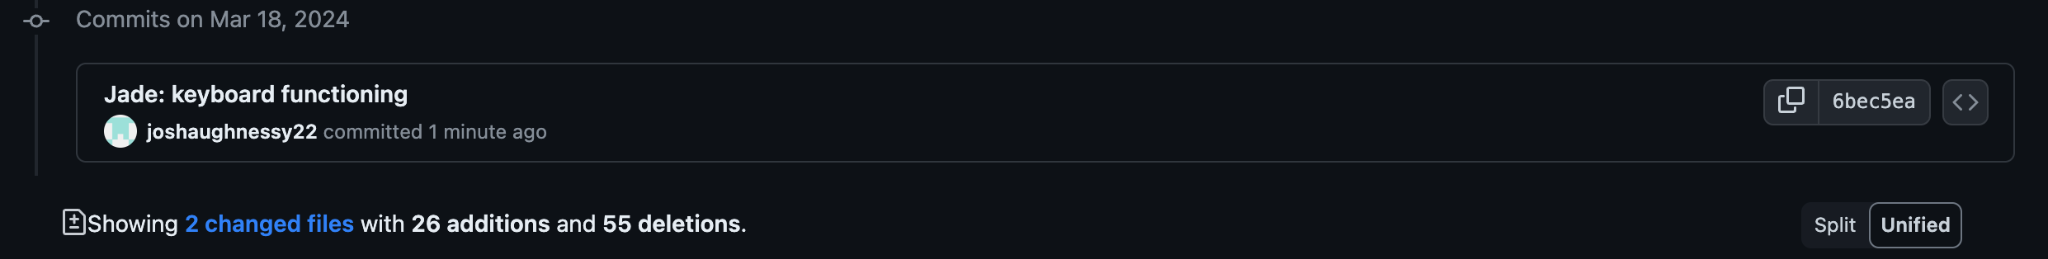 Commits on Mar 18, 2024
Jade: keyboard functioning
joshaughnessy22 committed 1 minute ago
6bec5ea
Showing 2 changed files with 26 additions and 55 deletions.
Split Unified